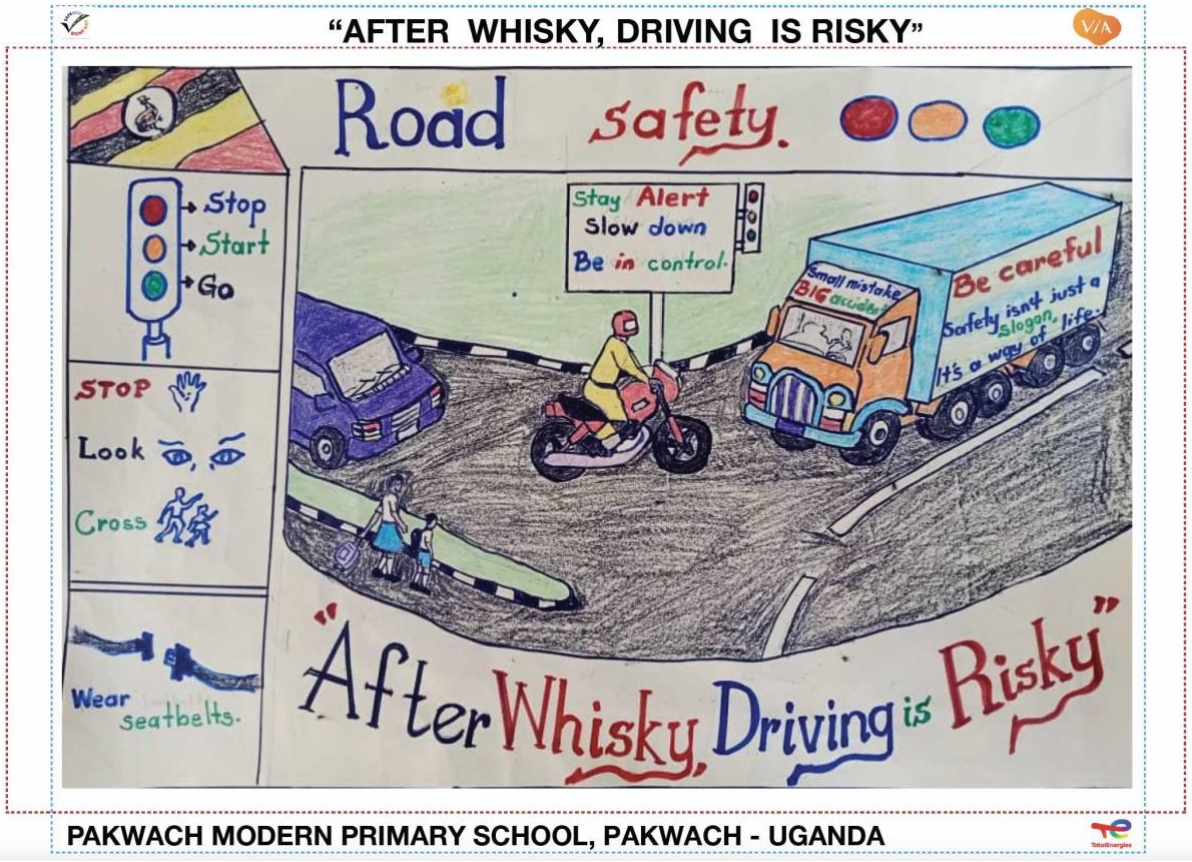 “AFTER WHISKY, DRIVING IS RISKY”
VIA
Road safety.
Stop
Start
Go
STOP
Look
Cross
Wear
seatbelts.
Stay Alert
Slow down
Be in control.
Small mistake
BIG accident
Be careful
Safety isn't just a
slogan,
It's a way of life.
"After Whisky, Driving is Risky"
PAKWACH MODERN PRIMARY SCHOOL, PAKWACH - UGANDA
TotalEnergies